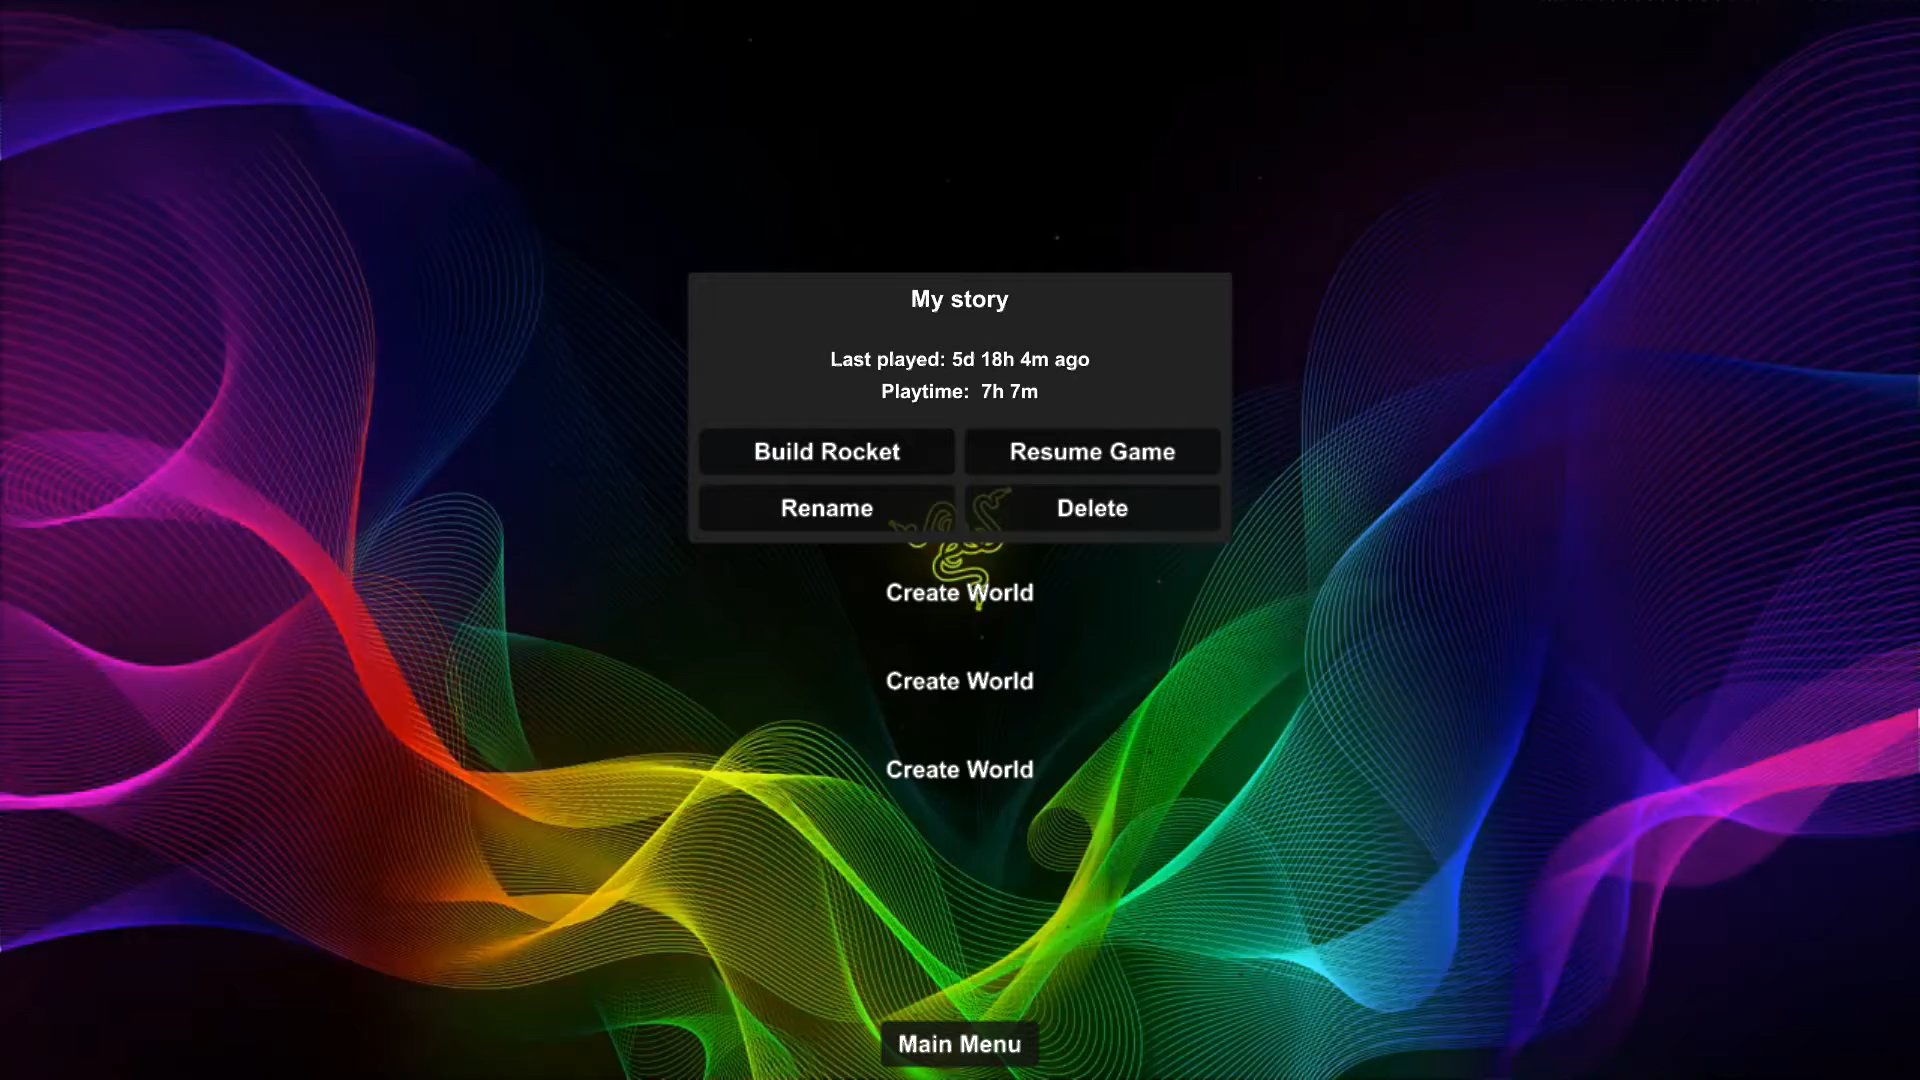 My story
Last played: 5d 18h 4m ago
Playtime: 7h 7m
Build Rocket
Resume Game
Rename
Delete
Create World
Create World
Create World
Main Menu